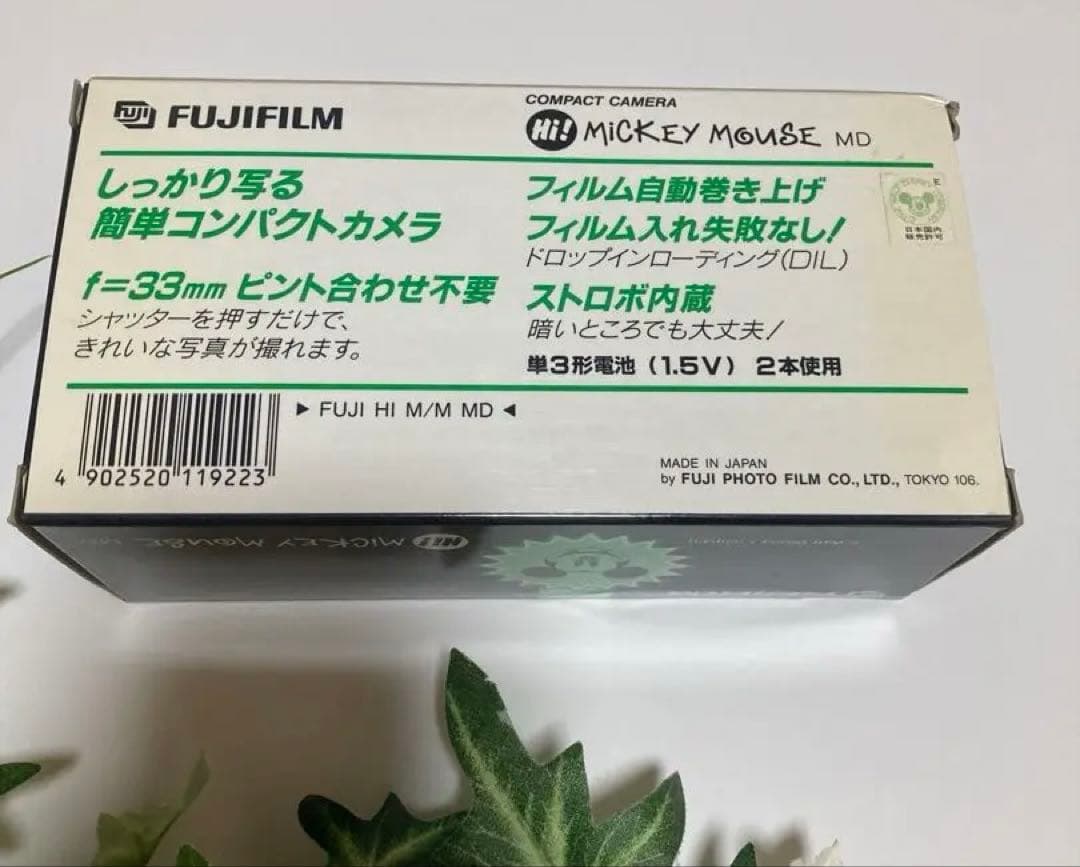 FUJI FUJIFILM
COMPACT CAMERA
Hi! MiCKEY MOUSE MD
しっかり写る
簡単コンパクトカメラ
f=33mm ピント合わせ不要
シャッターを押すだけで、
きれいな写真が撮れます。
フィルム自動巻き上げ
フィルム入れ失敗なし!
ドロップインローディング(DIL)
ストロボ内蔵
暗いところでも大丈夫!
単3形電池(1.5V) 2本使用
E
日本国内
販売許可
▶ FUJI HI M/M MD ◀
4 902520 119223
MADE IN JAPAN
by FUJI PHOTO FILM CO., LTD., TOKYO 106.
Hi! MiCKEY MOUSE MD